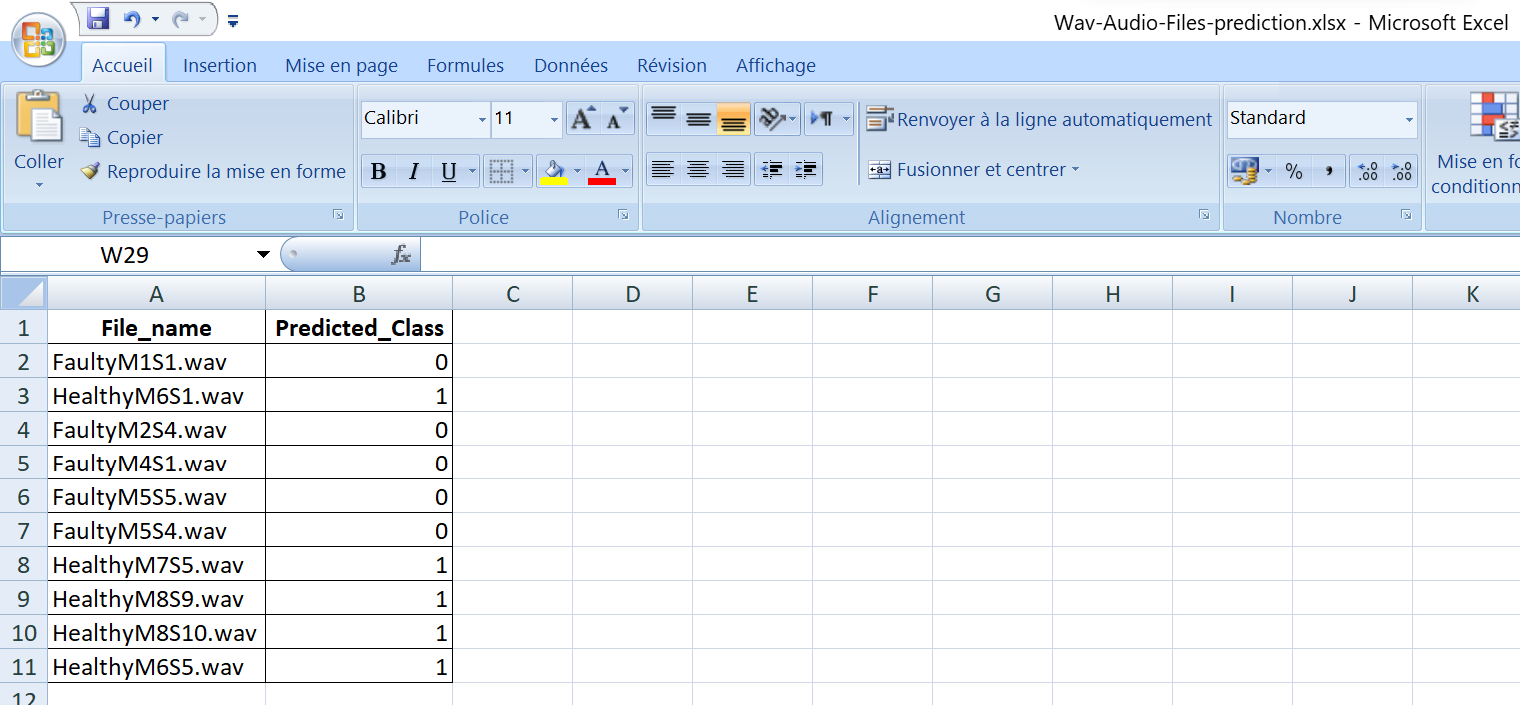 Wav-Audio-Files-prediction.xlsx - Microsoft Excel
Accueil Insertion Mise en page Formules Données Révision Affichage
Coller
Couper
Copier
Reproduire la mise en forme
Presse-papiers
Calibri 11 A A
B I U A
Police
Renvoyer à la ligne automatiquement
Fusionner et centrer
Alignement
Standard
% , ,0 ,00 ,00 ,0
Nombre
Mise en fo
conditionn
W29 fx
A B C D E F G H I J K
1 File_name Predicted_Class
2 FaultyM1S1.wav 0
3 HealthyM6S1.wav 1
4 FaultyM2S4.wav 0
5 FaultyM4S1.wav 0
6 FaultyM5S5.wav 0
7 FaultyM5S4.wav 0
8 HealthyM7S5.wav 1
9 HealthyM8S9.wav 1
10 HealthyM8S10.wav 1
11 HealthyM6S5.wav 1
12